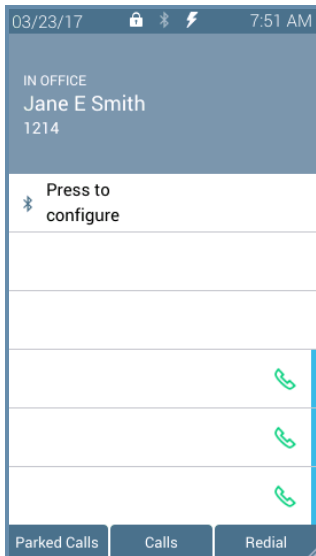 03/23/17 7:51 AM
IN OFFICE
Jane E Smith
1214
Press to
configure
Parked Calls Calls Redial